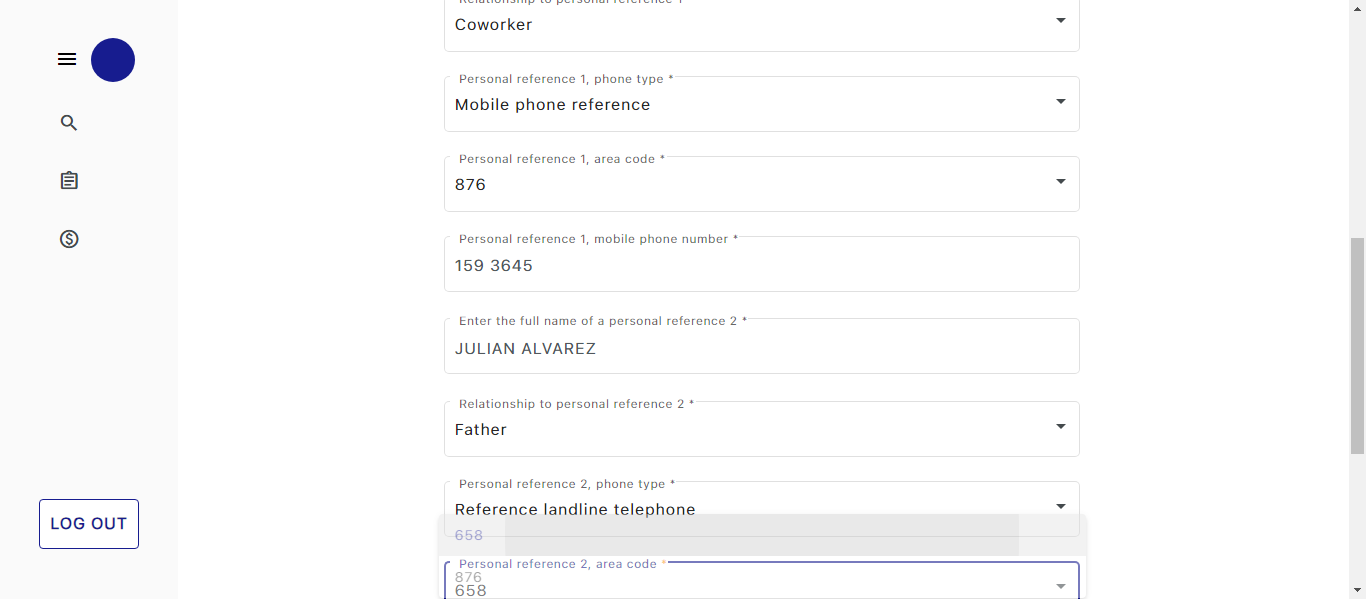 Relationship to personal reference 1
Coworker
Personal reference 1, phone type *
Mobile phone reference
Personal reference 1, area code *
876
Personal reference 1, mobile phone number *
159 3645
Enter the full name of a personal reference 2 *
JULIAN ALVAREZ
Relationship to personal reference 2 *
Father
Personal reference 2, phone type *
Reference landline telephone
658
Personal reference 2, area code *
876
658
LOG OUT